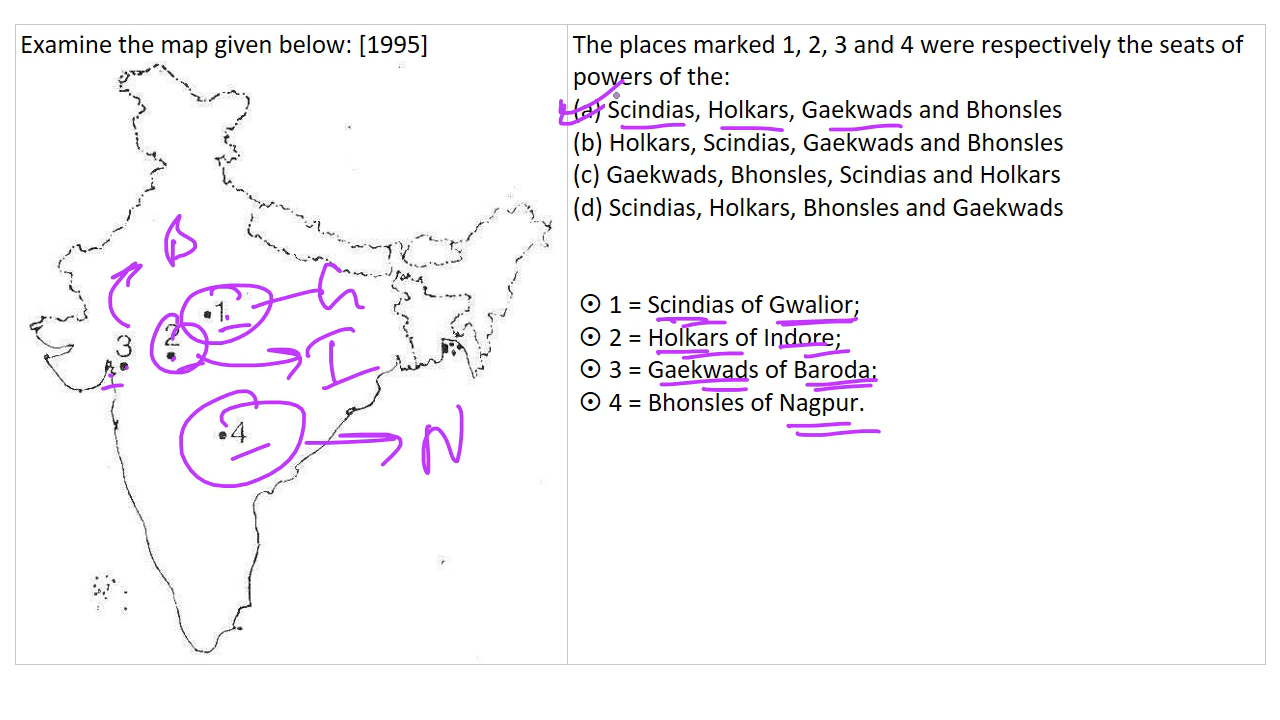 Examine the map given below: [1995]
The places marked 1, 2, 3 and 4 were respectively the seats of
powers of the:
(a) Scindias, Holkars, Gaekwads and Bhonsles
(b) Holkars, Scindias, Gaekwads and Bhonsles
(c) Gaekwads, Bhonsles, Scindias and Holkars
(d) Scindias, Holkars, Bhonsles and Gaekwads
1 = Scindias of Gwalior;
2 = Holkars of Indore;
3 = Gaekwads of Baroda;
4 = Bhonsles of Nagpur.
1
2
3
I
4
N